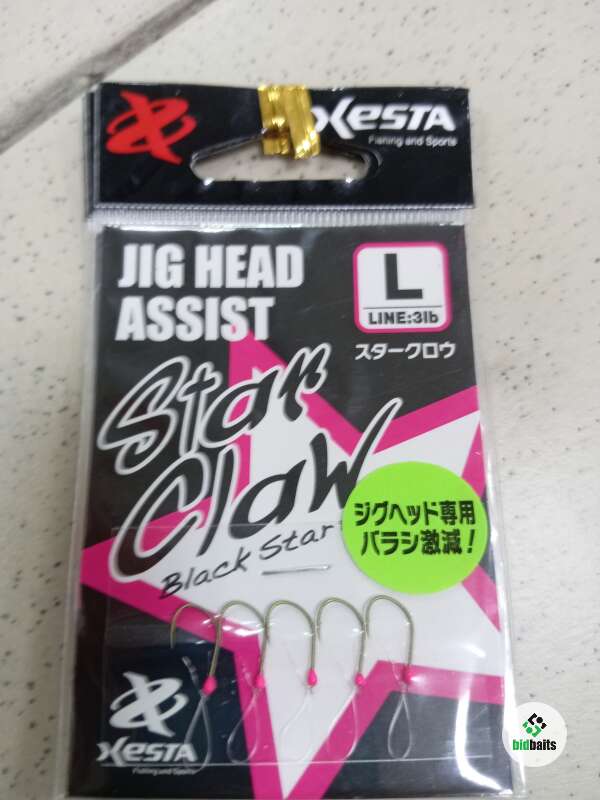 XESTA
Fishing and Sports
JIG HEAD
ASSIST
L
LINE:3lb
スタークロウ
Star
Claw
Black Star
ジグヘッド専用
バラシ激減!
XESTA
Fishing and Sports
bidbaits